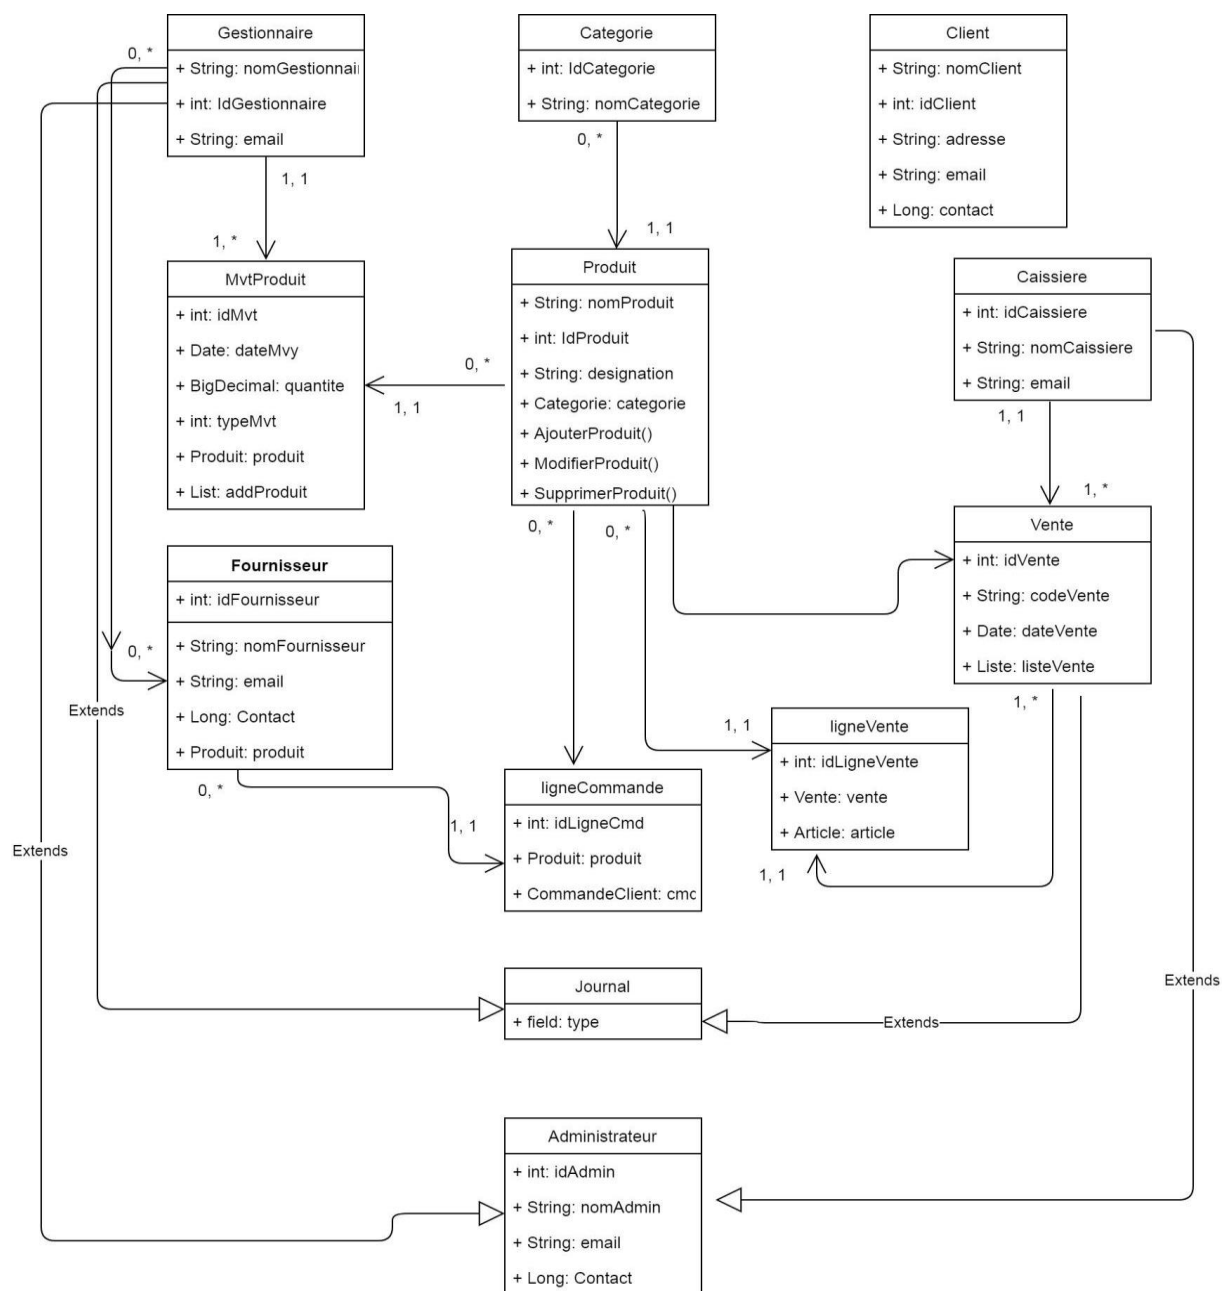 Gestionnaire
+ String: nomGestionnai
+ int: IdGestionnaire
+ String: email
0, *
1, 1
1, *
Categorie
+ int: IdCategorie
+ String: nomCategorie
0, *
1, 1
Client
+ String: nomClient
+ int: idClient
+ String: adresse
+ String: email
+ Long: contact
MvtProduit
+ int: idMvt
+ Date: dateMvy
+ BigDecimal: quantite
+ int: typeMvt
+ Produit: produit
+ List: addProduit
0, *
1, 1
Produit
+ String: nomProduit
+ int: IdProduit
+ String: designation
+ Categorie: categorie
+ AjouterProduit()
+ ModifierProduit()
+ SupprimerProduit()
0, *
0, *
Caissiere
+ int: idCaissiere
+ String: nomCaissiere
+ String: email
1, 1
1, *
Vente
+ int: idVente
+ String: codeVente
+ Date: dateVente
+ Liste: listeVente
1, *
Fournisseur
+ int: idFournisseur
+ String: nomFournisseur
+ String: email
+ Long: Contact
+ Produit: produit
0, *
0, *
1, 1
Extends
Extends
ligneVente
+ int: idLigneVente
+ Vente: vente
+ Article: article
1, 1
1, 1
ligneCommande
+ int: idLigneCmd
+ Produit: produit
+ CommandeClient: cmc
Journal
+ field: type
Extends
Extends
Administrateur
+ int: idAdmin
+ String: nomAdmin
+ String: email
+ Long: Contact